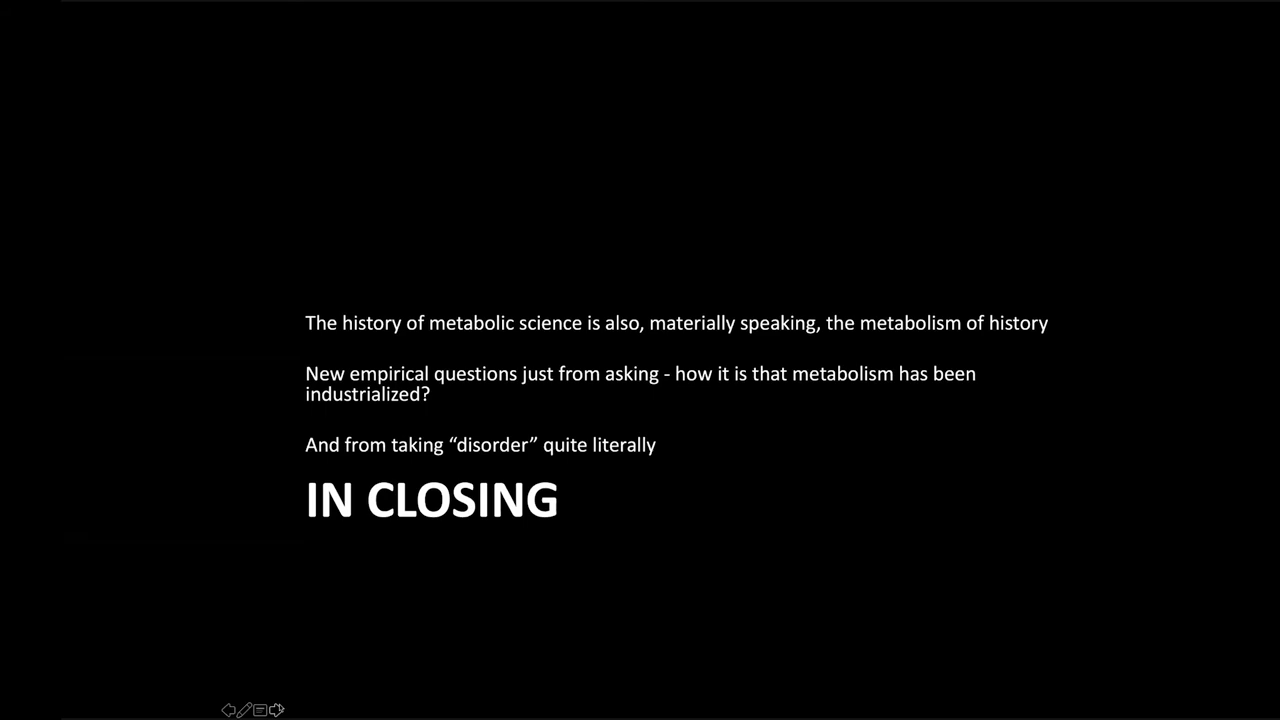 The history of metabolic science is also, materially speaking, the metabolism of history
New empirical questions just from asking - how it is that metabolism has been
industrialized?
And from taking “disorder” quite literally
IN CLOSING